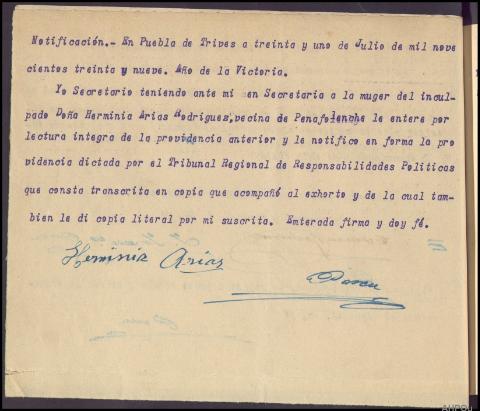 Notificación.- En Puebla de Trives a treinta y uno de Julio de mil nove
cientos treinta y nueve. Año de la Victoria.
Yo Secretario teniendo ante mi en Secretaria a la muger del incul-
pado Doña Herminia Arias Rodrigues, vecina de Penafolenche le entere por
lectura integra de la providencia anterior y le notifico en forma la pro
videncia dictada por el Tribunal Regional de Responsabilidades Politicas
que consta transcrita en copia que acompañó al exhorto y de la cual tam-
bien le di copia literal por mi suscrita. Emterada firma y doy fé.
Herminia Arias